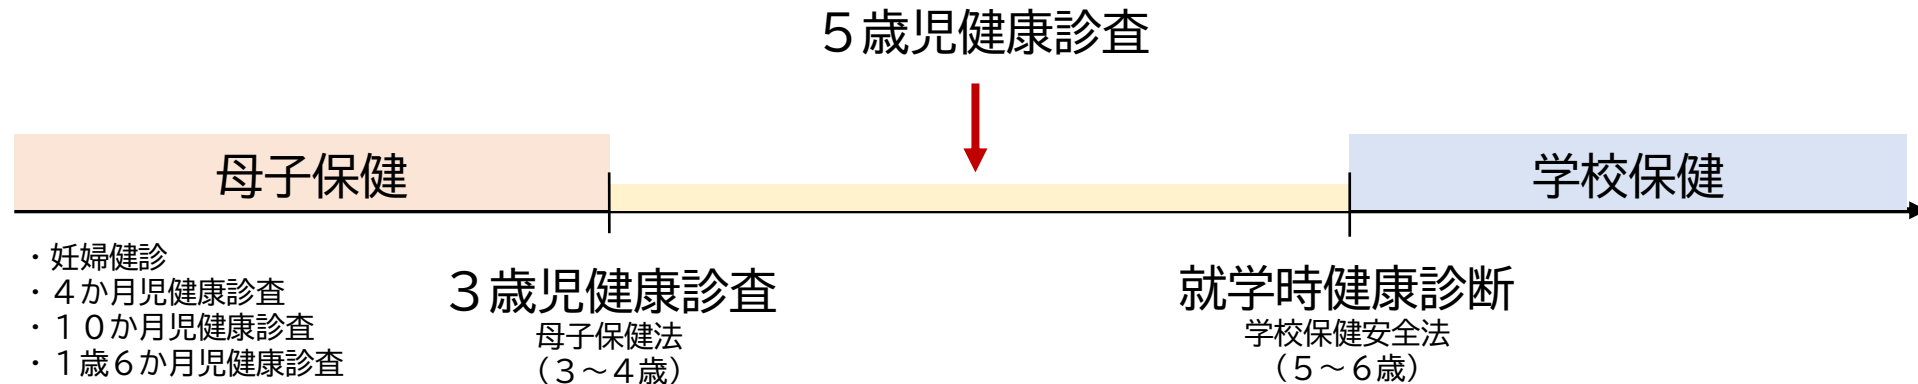 ５歳児健康診査
母子保健
学校保健
・妊婦健診
・４か月児健康診査
・１０か月児健康診査
・１歳６か月児健康診査
３歳児健康診査
母子保健法
（３～４歳）
就学時健康診断
学校保健安全法
（５～６歳）